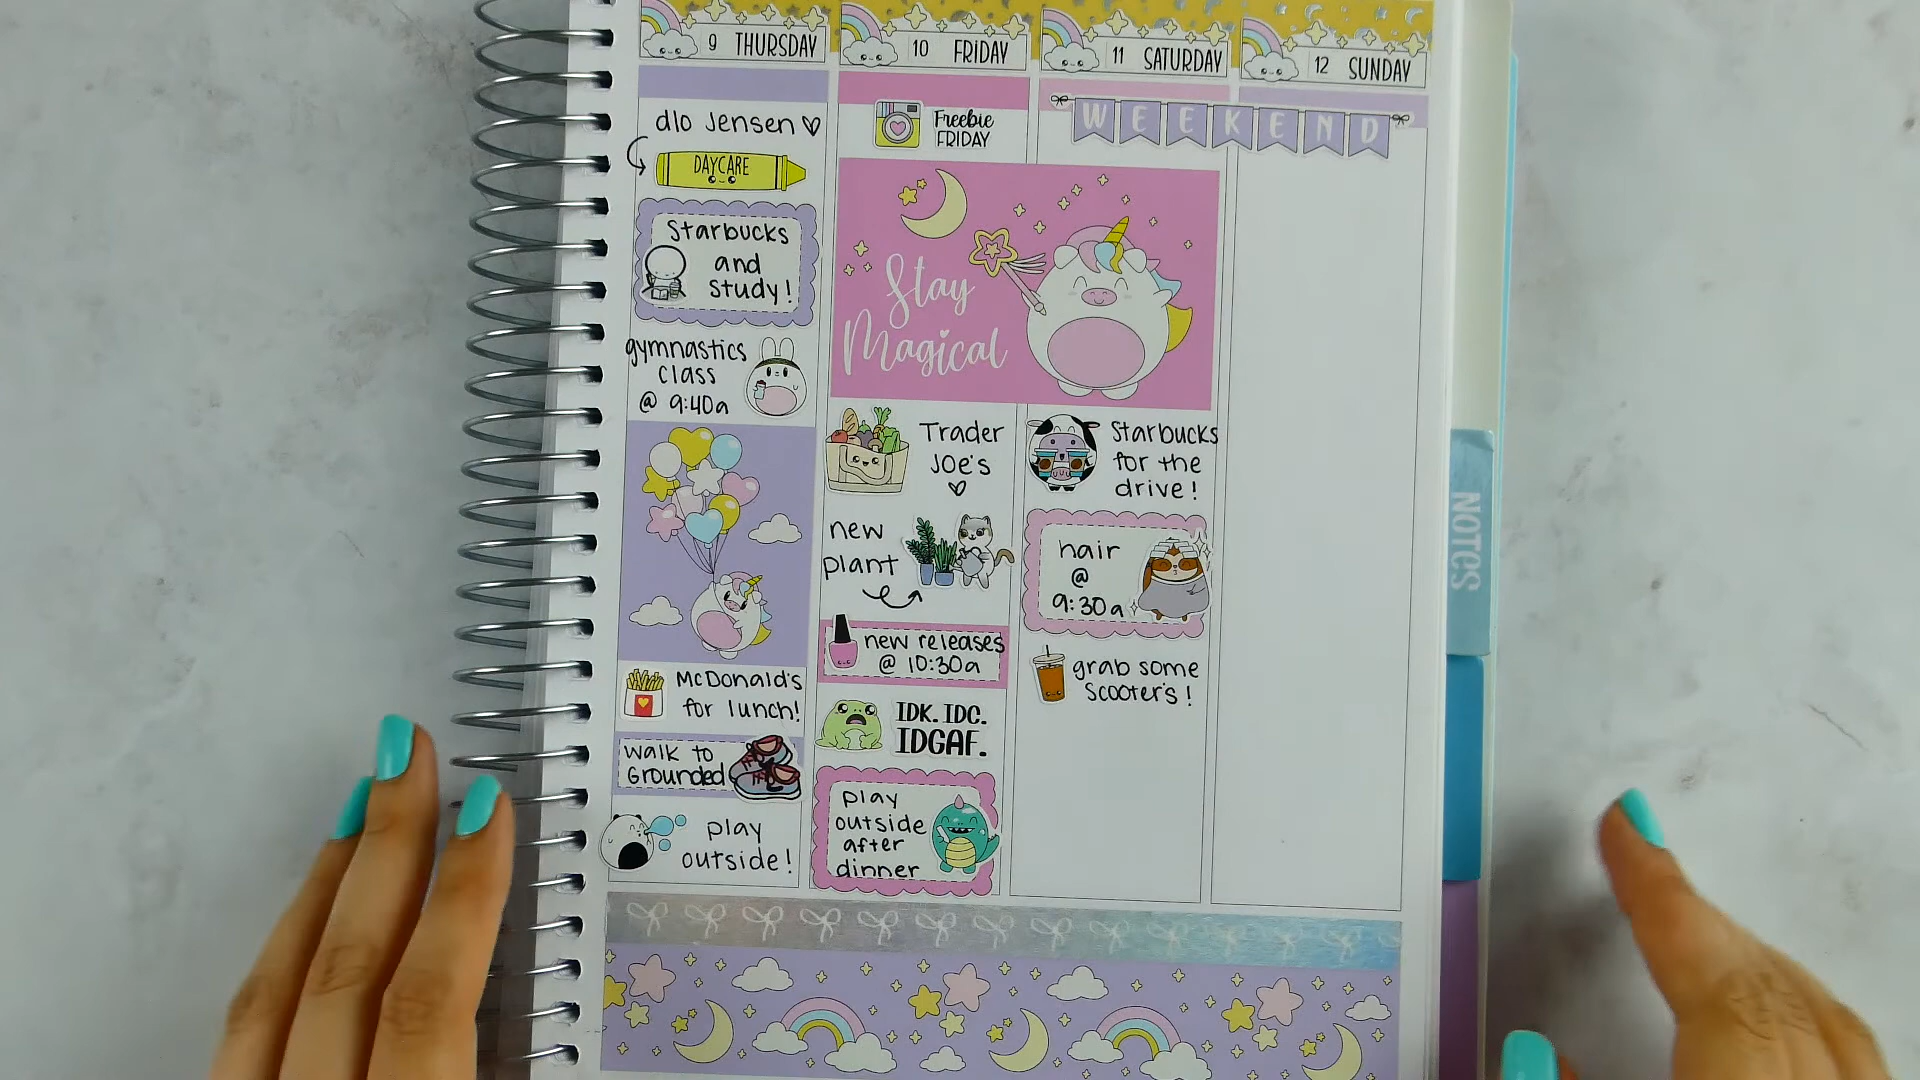 9 THURSDAY
dlo Jensen ♡
DAYCARE
Starbucks
and
study!
gymnastics
class
@ 9:40a
McDonald's
for lunch!
walk to
Grounded
play
outside!
10 FRIDAY
Freebie
FRIDAY
Stay
Magical
Trader
Joe's
♡
new
plant
new releases
@ 10:30a
IDK. IDC.
IDGAF.
play
outside
after
dinner
11 SATURDAY
WEEKEND
Starbucks
for the
drive!
hair
@
9:30a
grab some
Scooter's!
12 SUNDAY
NOTES